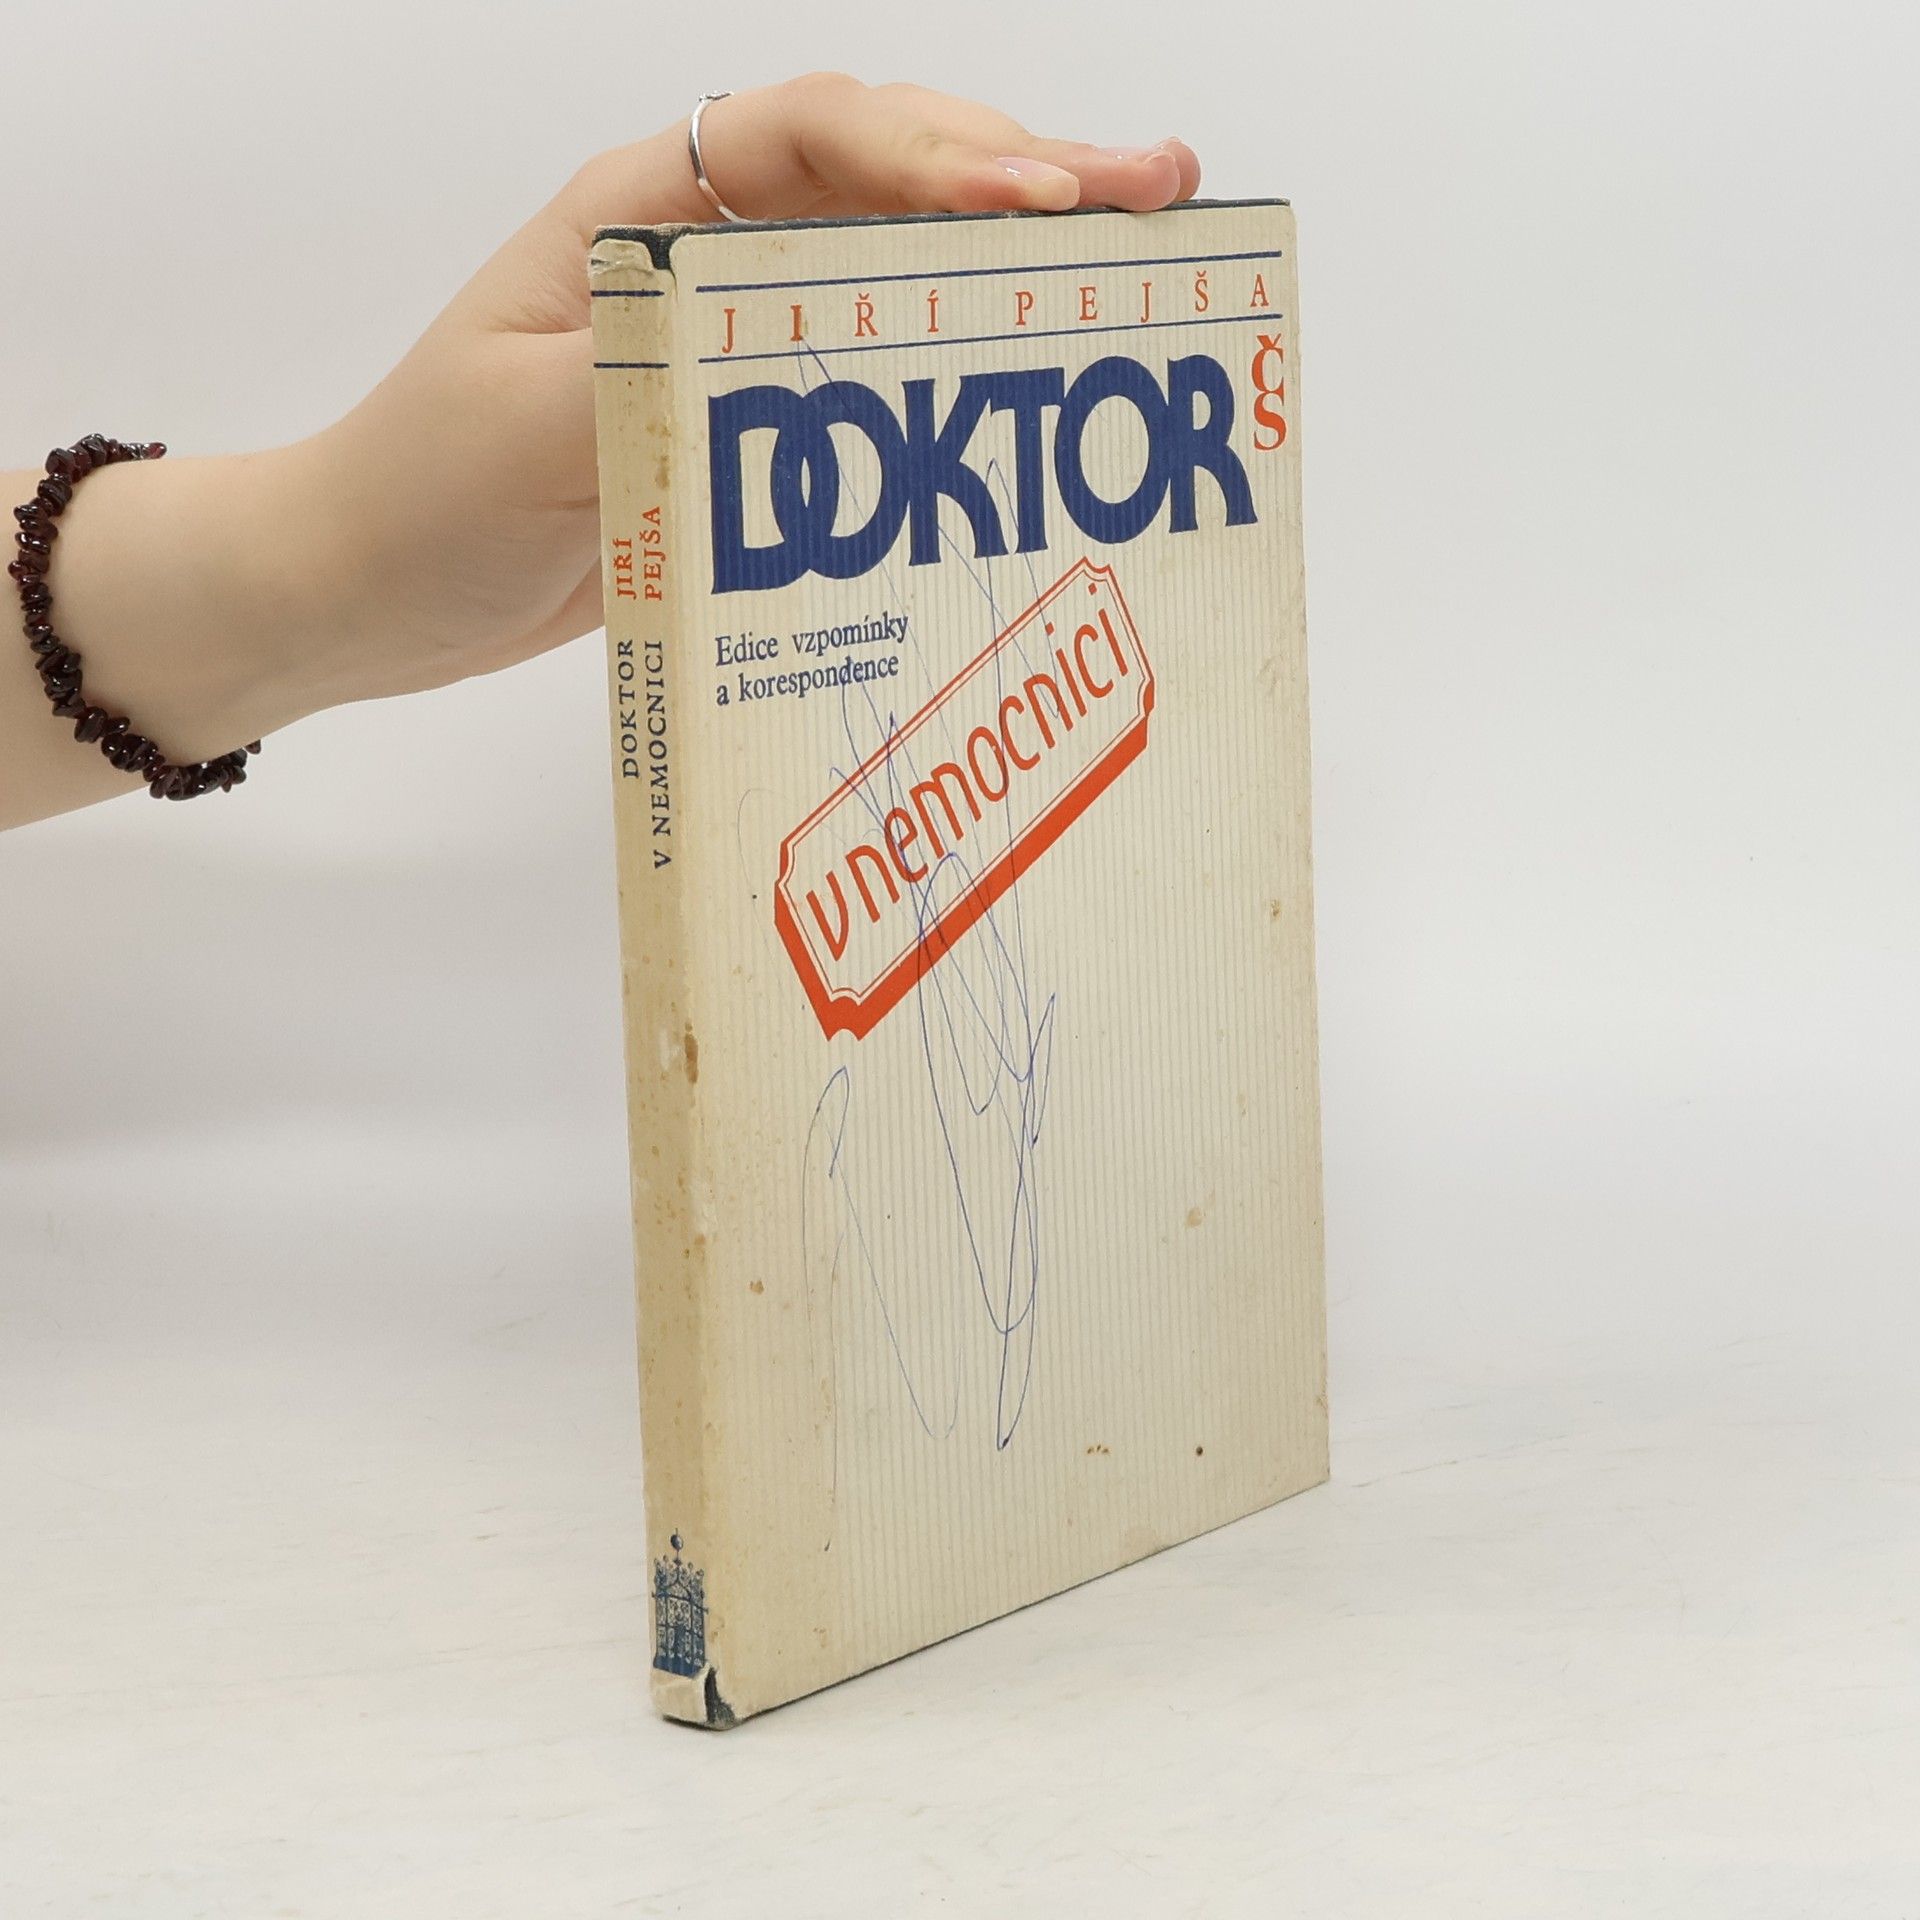 JIŘÍ PEJŠA
ČS
DOKTOR
Edice vzpomínky
a korespondence
v nemocnici
JIŘÍ
PEJŠA
DOKTOR
V NEMOCNICI